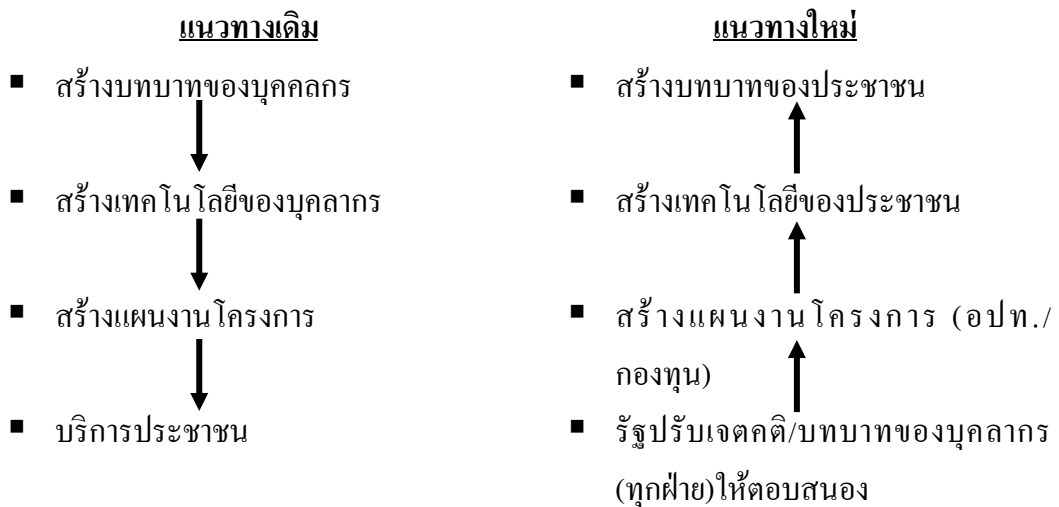 แนวทางเดิม
สร้างบทบาทของบุคคลกร
สร้างเทคโนโลยีของบุคลากร
สร้างแผนงานโครงการ
บริการประชาชน
แนวทางใหม่
สร้างบทบาทของประชาชน
สร้างเทคโนโลยีของประชาชน
สร้างแผนงานโครงการ (อปท./
กองทุน)
รัฐปรับเจตคติ/บทบาทของบุคลากร
(ทุกฝ่าย)ให้ตอบสนอง